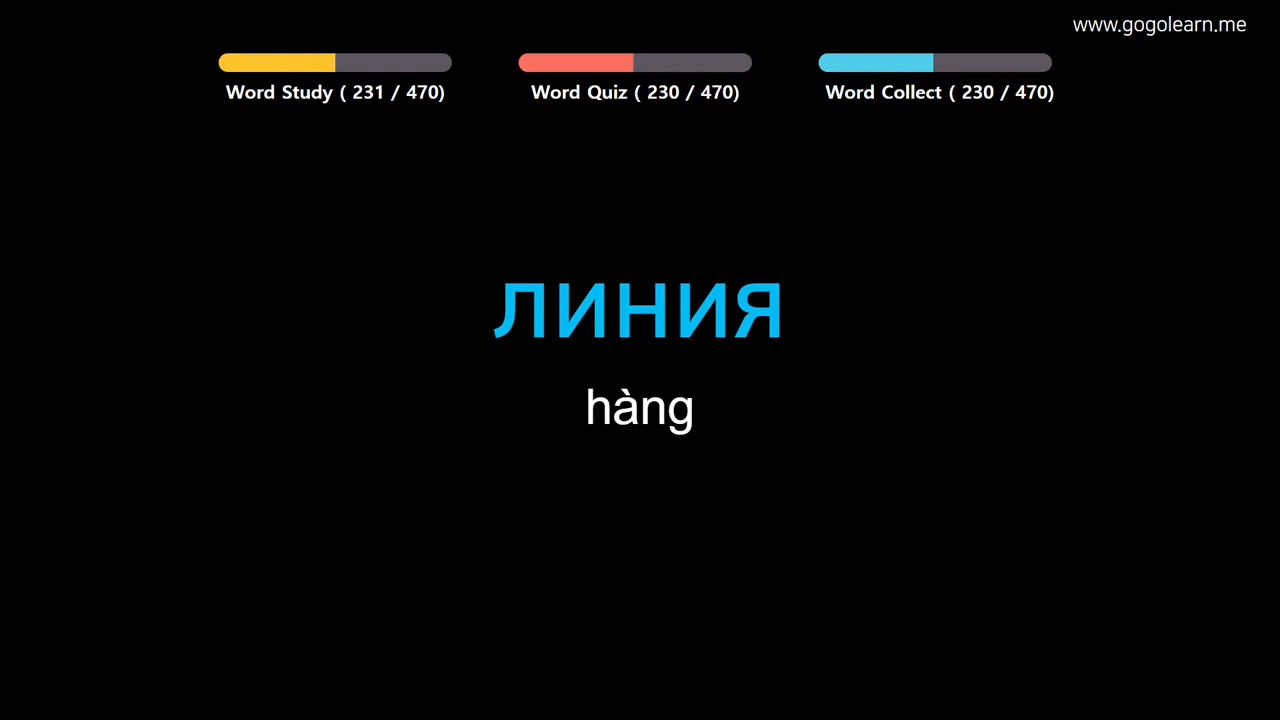 www.gogolearn.me
Word Study ( 231 / 470)
Word Quiz ( 230 / 470)
Word Collect ( 230 / 470)
линия
hàng